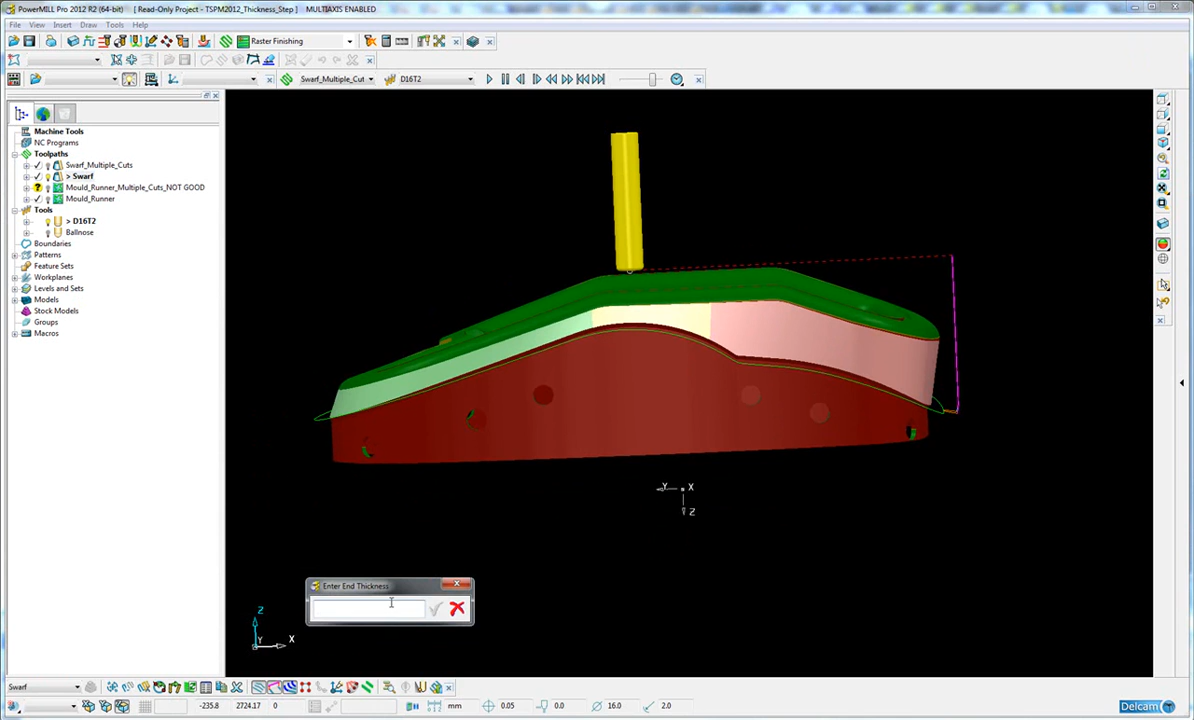 PowerMILL Pro 2012 R2 (64-bit) [ Read-Only Project - TSPM2012_Thickness_Step ] MULTIAXIS ENABLED
File View Insert Draw Tools Help
Raster Finishing
Swarf_Multiple_Cut D16T2
Machine Tools
NC Programs
Toolpaths
Swarf_Multiple_Cuts
> Swarf
Mould_Runner_Multiple_Cuts_NOT GOOD
Mould_Runner
Tools
> D16T2
Ballnose
Boundaries
Patterns
Feature Sets
Workplanes
Levels and Sets
Models
Stock Models
Groups
Macros
Y X
Z
Enter End Thickness
Z
Y X
Swarf
-235.8 2724.17 0 mm 0.05 0.0 16.0 2.0 Delcam